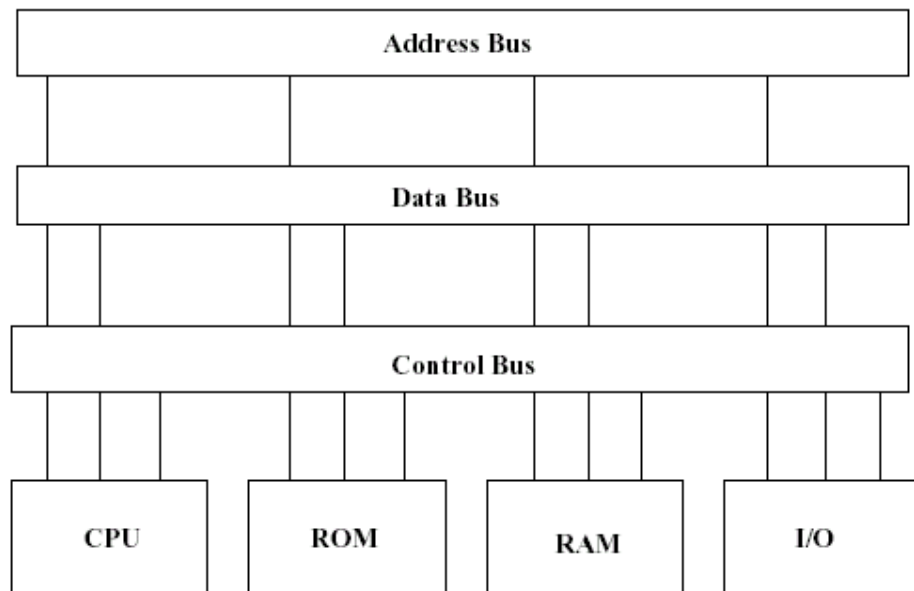 Address Bus
Data Bus
Control Bus
CPU
ROM
RAM
I/O